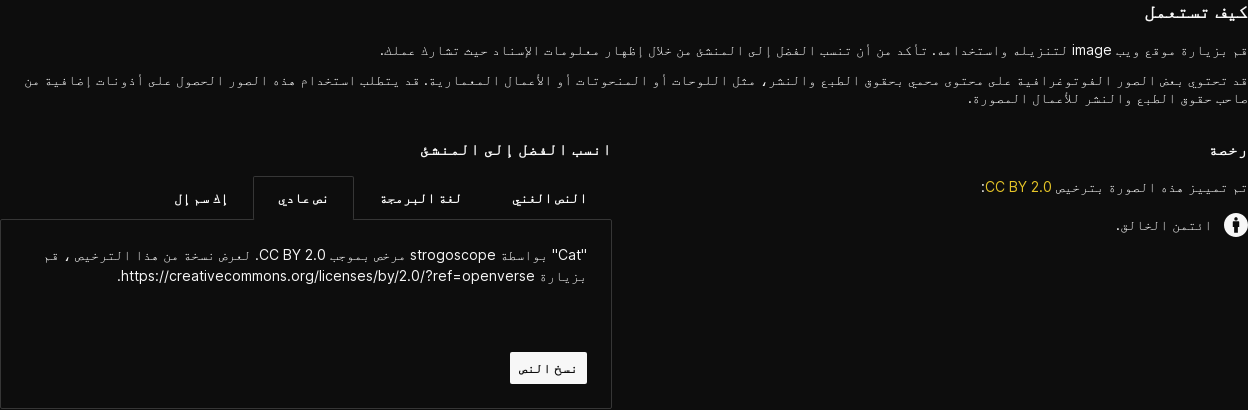 كيف تستعمل
قم بزيارة موقع ويب image لتنزيله واستخدامه. تأكد من أن تنسب الفضل إلى المنشئ من خلال إظهار معلومات الإسناد حيث تشارك عملك.
قد تحتوي بعض الصور الفوتوغرافية على محتوى محمي بحقوق الطبع والنشر، مثل اللوحات أو المنحوتات أو الأعمال المعمارية. قد يتطلب استخدام هذه الصور الحصول على أذونات إضافية من
صاحب حقوق الطبع والنشر للأعمال المصورة.
رخصة
تم تمييز هذه الصورة بترخيص CC BY 2.0:
ائتمن الخالق.
انسب الفضل إلى المنشئ
النص الغني
لغة البرمجة
نص عادي
إك سم إل
"Cat" بواسطة strogoscope مرخص بموجب CC BY 2.0. لعرض نسخة من هذا الترخيص ، قم
بزيارة https://creativecommons.org/licenses/by/2.0/?ref=openverse.
نسخ النص